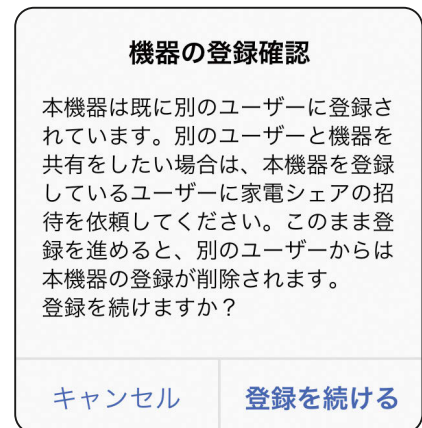 機器の登録確認
本機器は既に別のユーザーに登録さ
れています。別のユーザーと機器を
共有をしたい場合は、本機器を登録
しているユーザーに家電シェアの招
待を依頼してください。このまま登
録を進めると、別のユーザーからは
本機器の登録が削除されます。
登録を続けますか？
キャンセル
登録を続ける